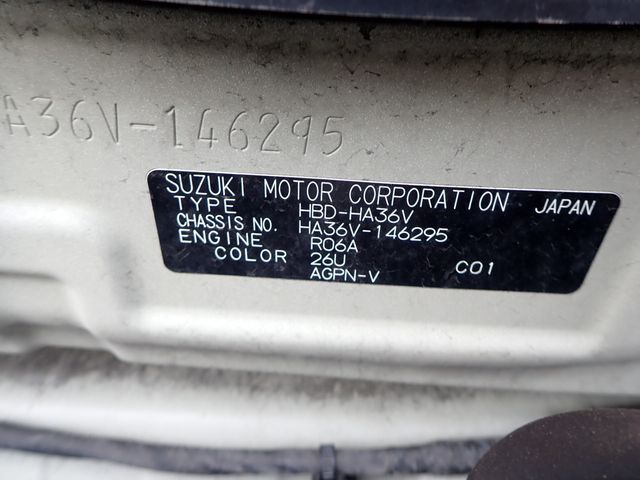 A36V-146295
SUZUKI MOTOR CORPORATION JAPAN
TYPE HBD-HA36V
CHASSIS NO. HA36V-146295
ENGINE R06A
COLOR 26U
AGPN-V C01